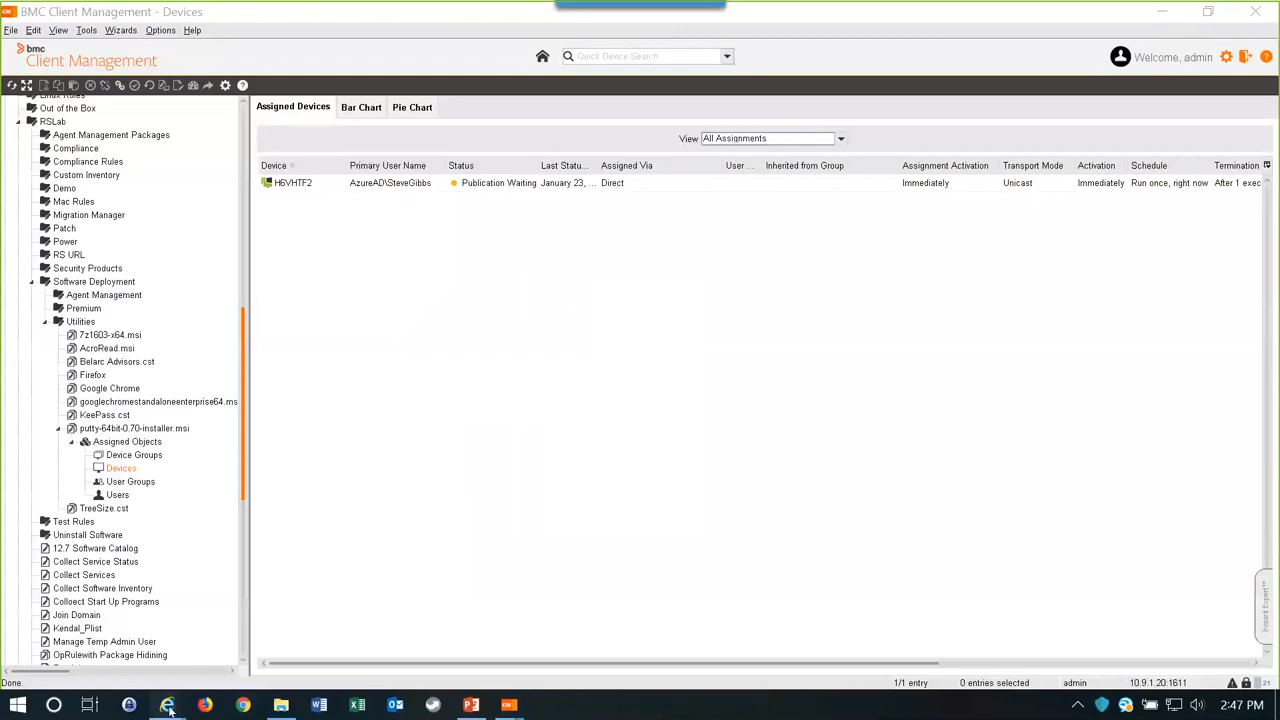 BMC Client Management - Devices
File Edit View Tools Wizards Options Help
bmc
Client Management
Quick Device Search
Welcome, admin
Out of the Box
RSLab
Agent Management Packages
Compliance
Compliance Rules
Custom Inventory
Demo
Mac Rules
Migration Manager
Patch
Power
RS URL
Security Products
Software Deployment
Agent Management
Premium
Utilities
7z1603-x64.msi
AcroRead.msi
Belarc Advisors.cst
Firefox
Google Chrome
googlechromestandaloneenterprise64.ms
KeePass.cst
putty-64bit-0.70-installer.msi
Assigned Objects
Device Groups
Devices
User Groups
Users
TreeSize.cst
Test Rules
Uninstall Software
12.7 Software Catalog
Collect Service Status
Collect Services
Collect Software Inventory
Colloect Start Up Programs
Join Domain
Kendal_Plist
Manage Temp Admin User
OpRulewith Package Hidining
Assigned Devices Bar Chart Pie Chart
View All Assignments
Device Primary User Name Status Last Statu... Assigned Via User ... Inherited from Group Assignment Activation Transport Mode Activation Schedule Termination
H6VHTF2 AzureAD\SteveGibbs Publication Waiting January 23, ... Direct Immediately Unicast Immediately Run once, right now After 1 exec
Instant Expert
Done. 1/1 entry 0 entries selected admin 10.9.1.20:1611 21
2:47 PM